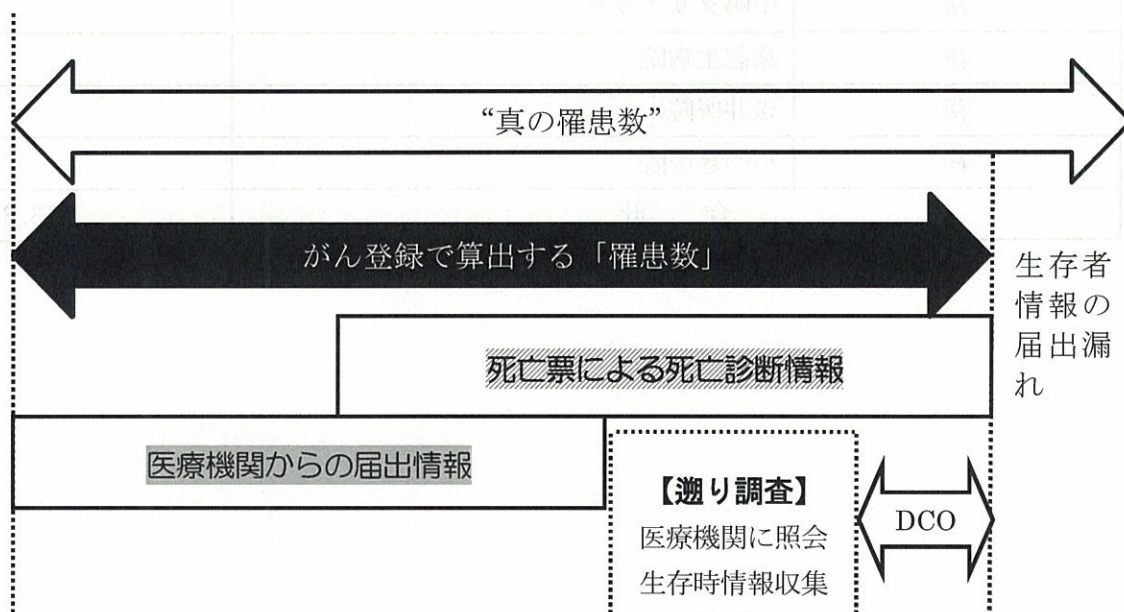 “真の罹患数”
がん登録で算出する「罹患数」
生存者
情報の
届出漏
れ
死亡票による死亡診断情報
医療機関からの届出情報
【遡り調査】
医療機関に照会
生存時情報収集
DCO